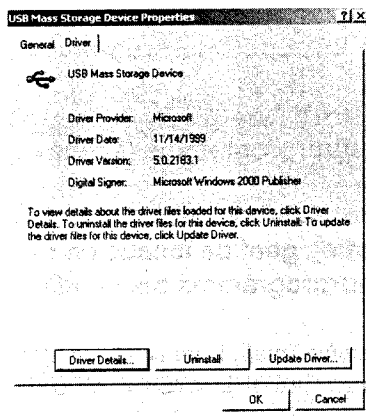 USB Mass Storage Device Properties ? ×
General Driver
USB Mass Storage Device
Driver Provider: Microsoft
Driver Date: 11/14/1999
Driver Version: 5.0.2183.1
Digital Signer: Microsoft Windows 2000 Publisher
To view details about the driver files loaded for this device, click Driver
Details. To uninstall the driver files for this device, click Uninstall. To update
the driver files for this device, click Update Driver.
Driver Details... Uninstall Update Driver...
OK Cancel